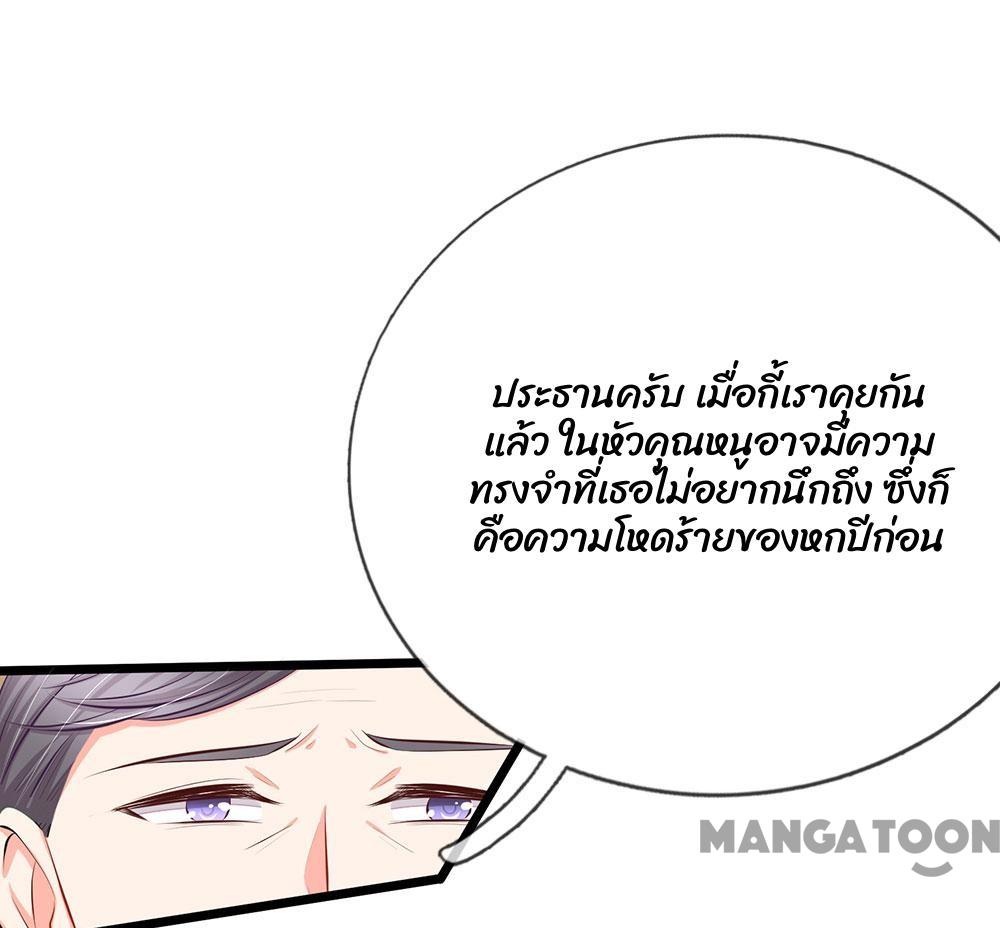 ประธานครับ เมื่อกี้เราคุยกัน
แล้ว ในหัวคุณหนูอาจมีความ
ทรงจำที่เธอไม่อยากนึกถึง ซึ่งก็
คือความโหดร้ายของหกปีก่อน
MANGATOON